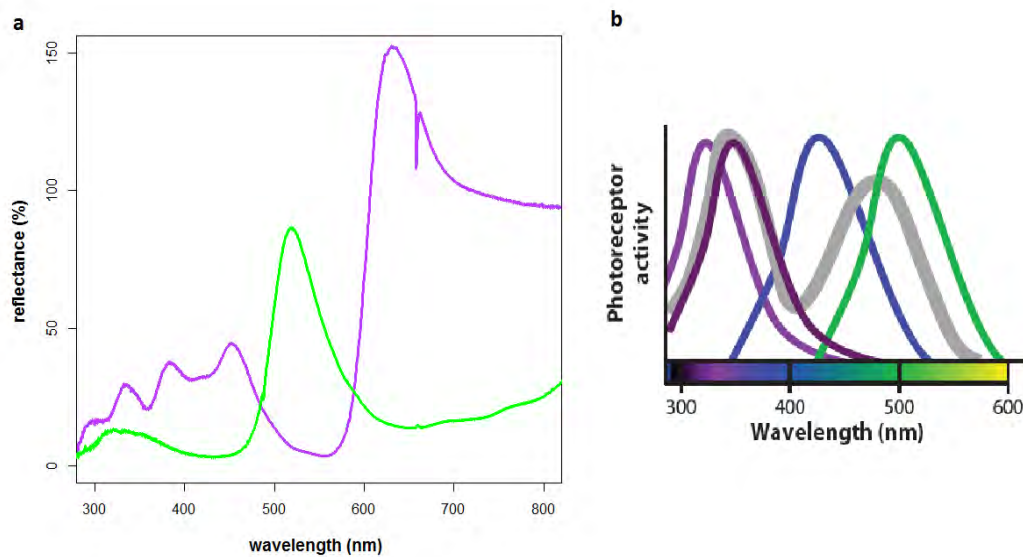 a
150
100
50
0
reflectance (%)
300 400 500 600 700 800
wavelength (nm)
b
Photoreceptor
activity
300 400 500 600
Wavelength (nm)